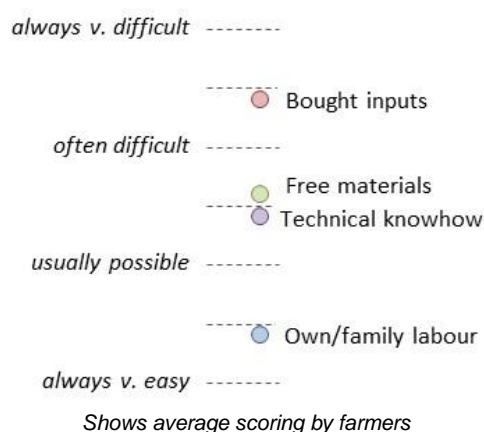 always v. difficult
Bought inputs
often difficult
Free materials
Technical knowhow
usually possible
Own/family labour
always v. easy
Shows average scoring by farmers